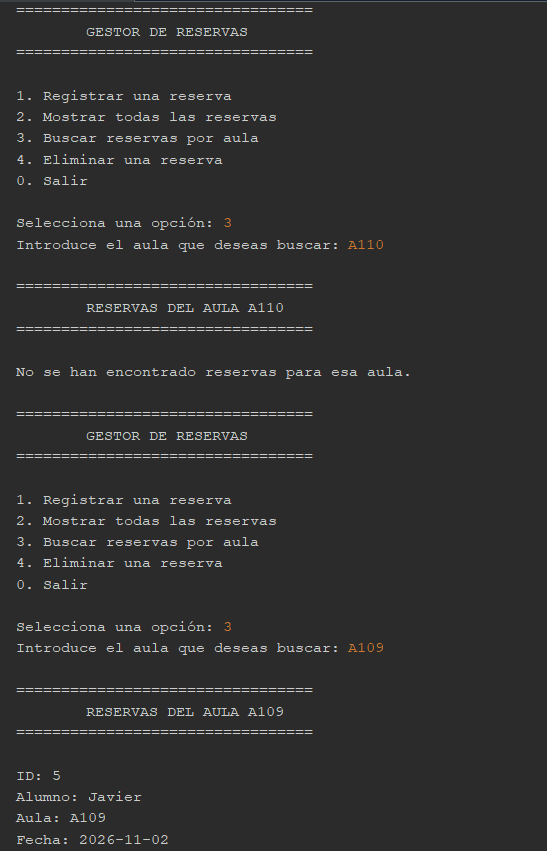 =================================
GESTOR DE RESERVAS
=================================
1. Registrar una reserva
2. Mostrar todas las reservas
3. Buscar reservas por aula
4. Eliminar una reserva
0. Salir
Selecciona una opción: 3
Introduce el aula que deseas buscar: A110
=================================
RESERVAS DEL AULA A110
=================================
No se han encontrado reservas para esa aula.
=================================
GESTOR DE RESERVAS
=================================
1. Registrar una reserva
2. Mostrar todas las reservas
3. Buscar reservas por aula
4. Eliminar una reserva
0. Salir
Selecciona una opción: 3
Introduce el aula que deseas buscar: A109
=================================
RESERVAS DEL AULA A109
=================================
ID: 5
Alumno: Javier
Aula: A109
Fecha: 2026-11-02